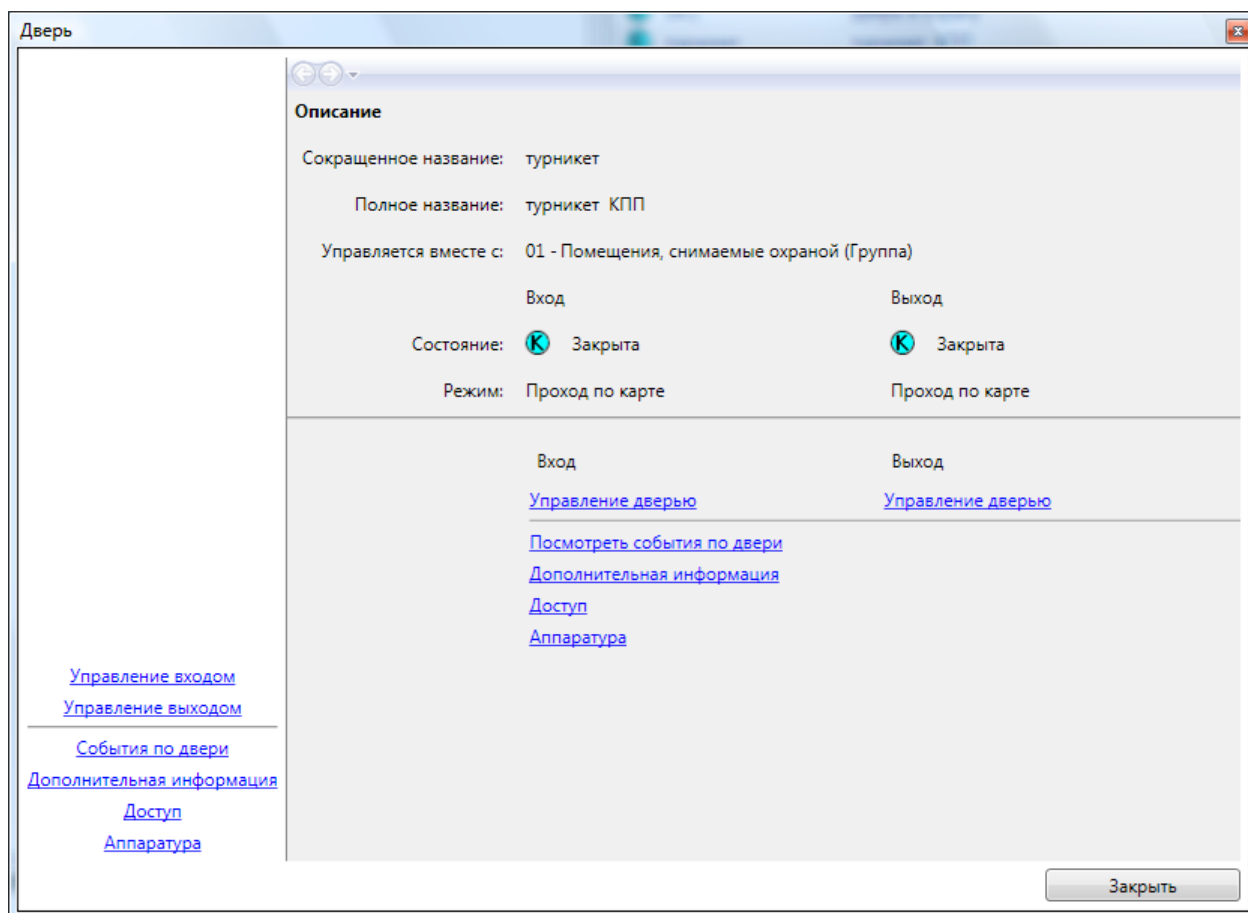 Дверь
Описание
Сокращенное название: турникет
Полное название: турникет КПП
Управляется вместе с: 01 - Помещения, снимаемые охраной (Группа)
Вход Выход
Состояние: К Закрыта К Закрыта
Режим: Проход по карте Проход по карте
Вход Выход
Управление дверью Управление дверью
Посмотреть события по двери
Дополнительная информация
Доступ
Аппаратура
Управление входом
Управление выходом
События по двери
Дополнительная информация
Доступ
Аппаратура
Закрыть